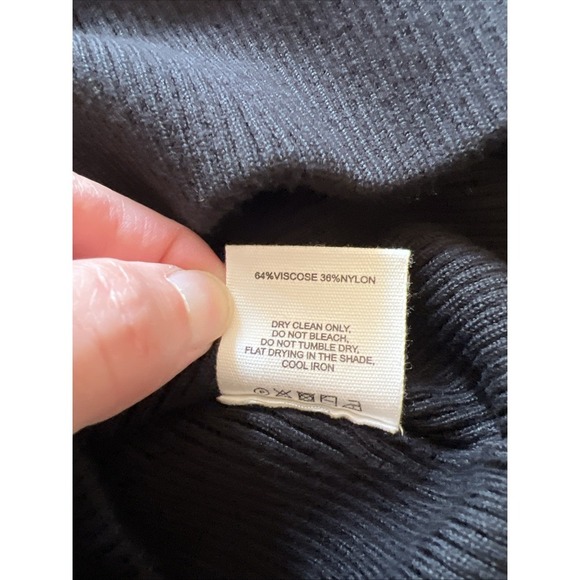 64%VISCOSE 36%NYLON
DRY CLEAN ONLY,
DO NOT BLEACH,
DO NOT TUMBLE DRY,
FLAT DRYING IN THE SHADE,
COOL IRON